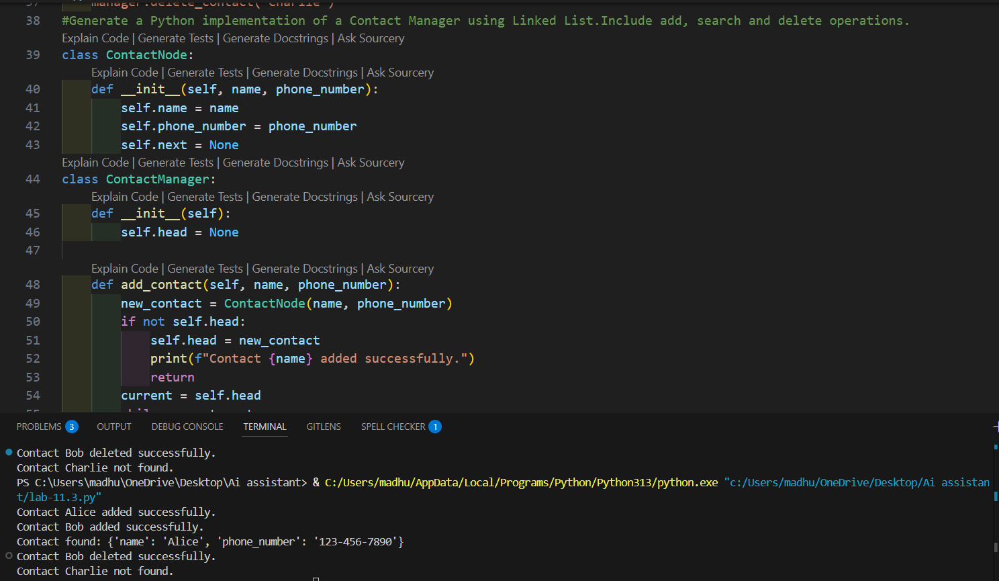 37 manager.delete_contact("Charlie")
38 #Generate a Python implementation of a Contact Manager using Linked List.Include add, search and delete operations.
Explain Code | Generate Tests | Generate Docstrings | Ask Sourcery
39 class ContactNode:
Explain Code | Generate Tests | Generate Docstrings | Ask Sourcery
40 def __init__(self, name, phone_number):
41 self.name = name
42 self.phone_number = phone_number
43 self.next = None
Explain Code | Generate Tests | Generate Docstrings | Ask Sourcery
44 class ContactManager:
Explain Code | Generate Tests | Generate Docstrings | Ask Sourcery
45 def __init__(self):
46 self.head = None
47
Explain Code | Generate Tests | Generate Docstrings | Ask Sourcery
48 def add_contact(self, name, phone_number):
49 new_contact = ContactNode(name, phone_number)
50 if not self.head:
51 self.head = new_contact
52 print(f"Contact {name} added successfully.")
53 return
54 current = self.head
PROBLEMS 3 OUTPUT DEBUG CONSOLE TERMINAL GITLENS SPELL CHECKER 1
Contact Bob deleted successfully.
Contact Charlie not found.
PS C:\Users\madhu\OneDrive\Desktop\Ai assistant> & C:/Users/madhu/AppData/Local/Programs/Python/Python313/python.exe "c:/Users/madhu/OneDrive/Desktop/Ai assistan
t/lab-11.3.py"
Contact Alice added successfully.
Contact Bob added successfully.
Contact found: {'name': 'Alice', 'phone_number': '123-456-7890'}
Contact Bob deleted successfully.
Contact Charlie not found.